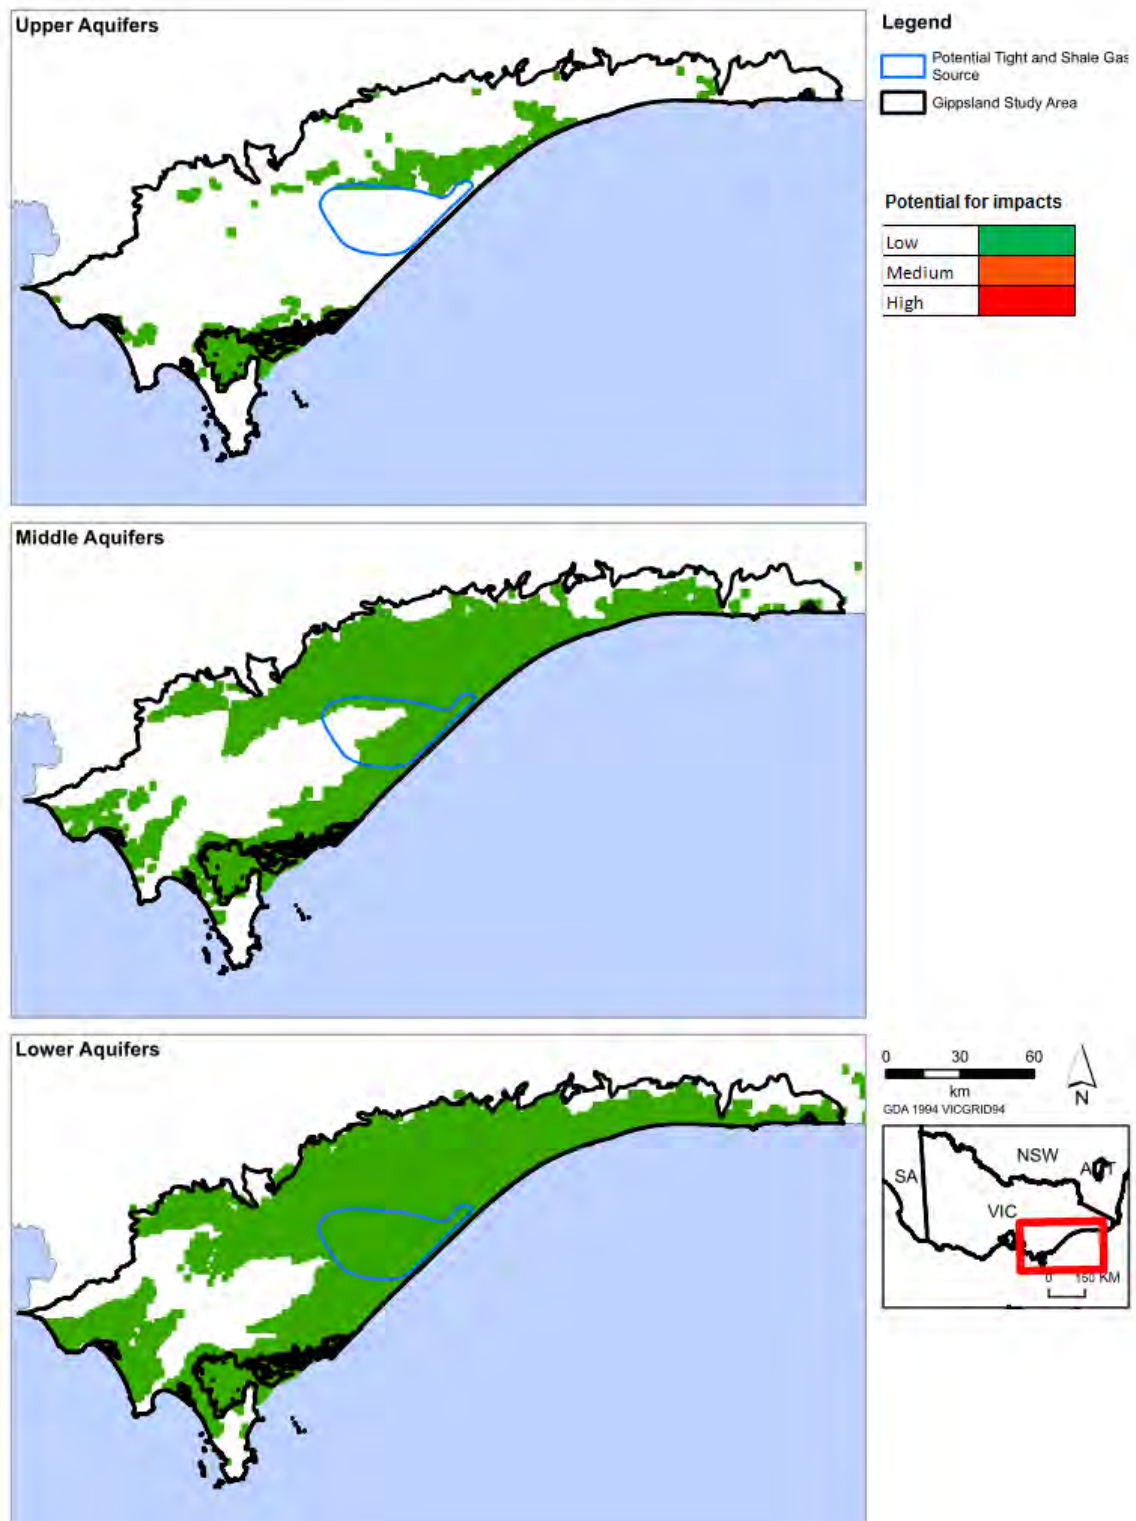 Upper Aquifers
Legend
Potential Tight and Shale Gas
Source
Gippsland Study Area
Potential for impacts
Low
Medium
High
Middle Aquifers
Lower Aquifers
0 30 60
km
GDA 1994 VICGRID94
N
NSW
SA
VIC
0 150 KM